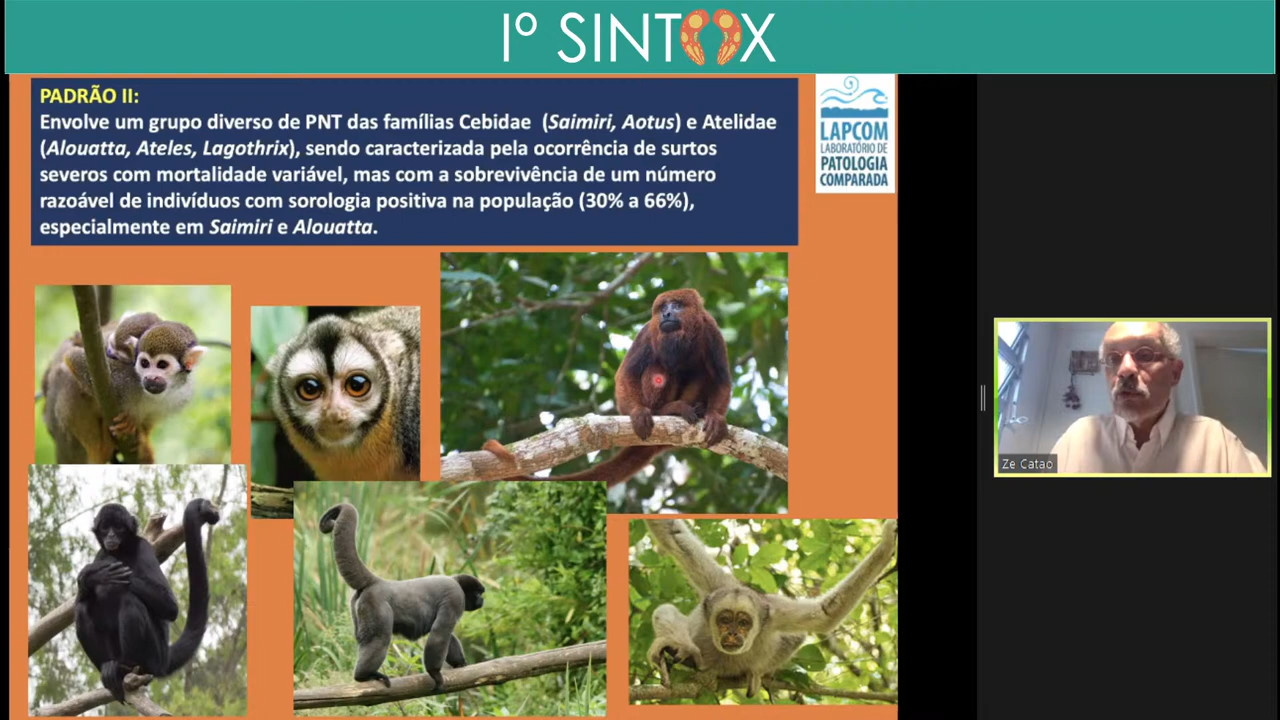 Iº SINTOX
PADRÃO II:
Envolve um grupo diverso de PNT das famílias Cebidae (Saimiri, Aotus) e Atelidae
(Alouatta, Ateles, Lagothrix), sendo caracterizada pela ocorrência de surtos
severos com mortalidade variável, mas com a sobrevivência de um número
razoável de indivíduos com sorologia positiva na população (30% a 66%),
especialmente em Saimiri e Alouatta.
LAPCOM
LABORATÓRIO DE
PATOLOGIA
COMPARADA
Ze Catao